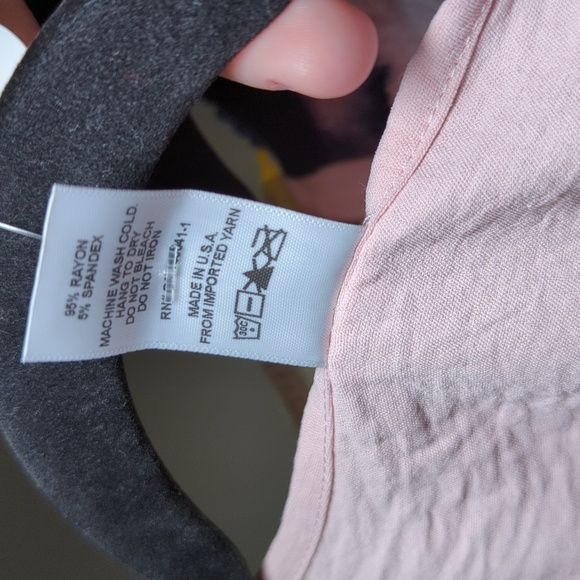 95% RAYON
5% SPANDEX
MACHINE WASH COLD.
HANG TO DRY
DO NOT BLEACH
DO NOT IRON
MADE IN U.S.A.
FROM IMPORTED YARN
30C